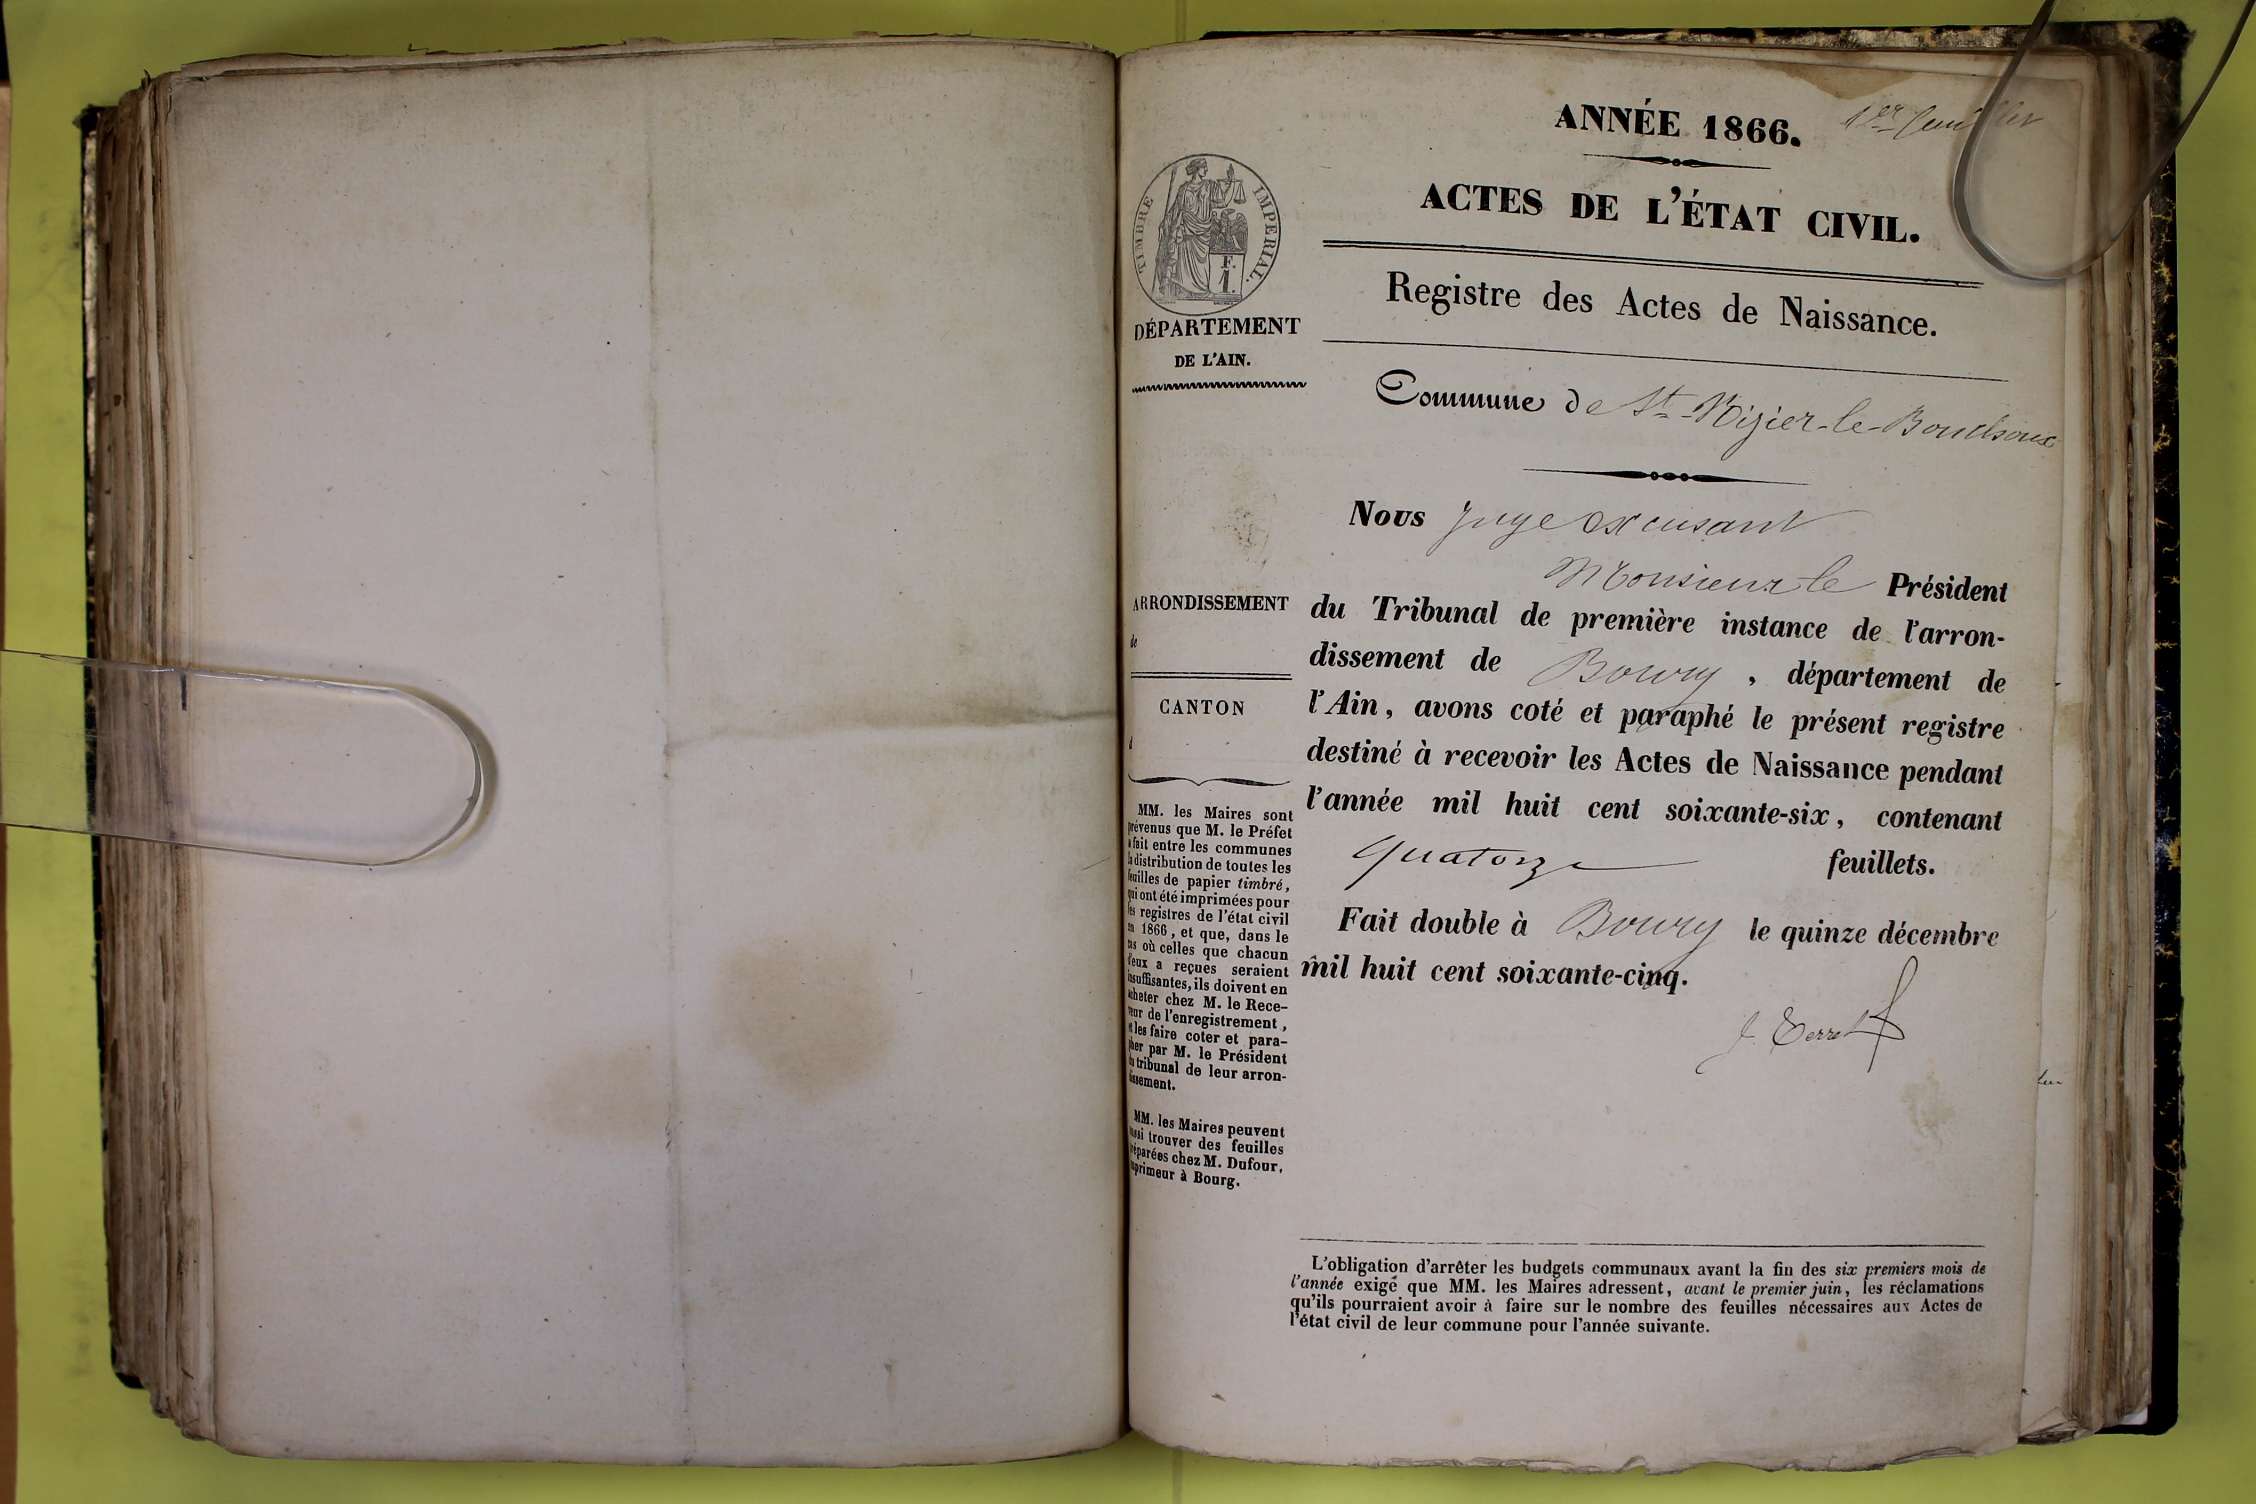 1er feuillet
ANNÉE 1866.
ACTES DE L'ÉTAT CIVIL.
TIMBRE IMPÉRIAL.
F.
1.
Registre des Actes de Naissance.
DÉPARTEMENT
DE L'AIN.
Commune de St-Nizier-le-Bouchoux
Nous Juge excusant
Monsieur le Président
du Tribunal de première instance de l'arron-
dissement de Bourg, département de
l'Ain, avons coté et paraphé le présent registre
destiné à recevoir les Actes de Naissance pendant
l'année mil huit cent soixante-six, contenant
quatorze feuillets.
Fait double à Bourg le quinze décembre
mil huit cent soixante-cinq.
J. Terrel
ARRONDISSEMENT
de
CANTON
d
MM. les Maires sont
prévenus que M. le Préfet
a fait entre les communes
la distribution de toutes les
feuilles de papier timbré,
qui ont été imprimées pour
les registres de l'état civil
en 1866, et que, dans le
cas où celles que chacun
d'eux a reçues seraient
insuffisantes, ils doivent en
acheter chez M. le Rece-
veur de l'enregistrement,
et les faire coter et para-
pher par M. le Président
du tribunal de leur arron-
dissement.
MM. les Maires peuvent
aussi trouver des feuilles
préparées chez M. Dufour,
imprimeur à Bourg.
L'obligation d'arrêter les budgets communaux avant la fin des six premiers mois de
l'année exige que MM. les Maires adressent, avant le premier juin, les réclamations
qu'ils pourraient avoir à faire sur le nombre des feuilles nécessaires aux Actes de
l'état civil de leur commune pour l'année suivante.